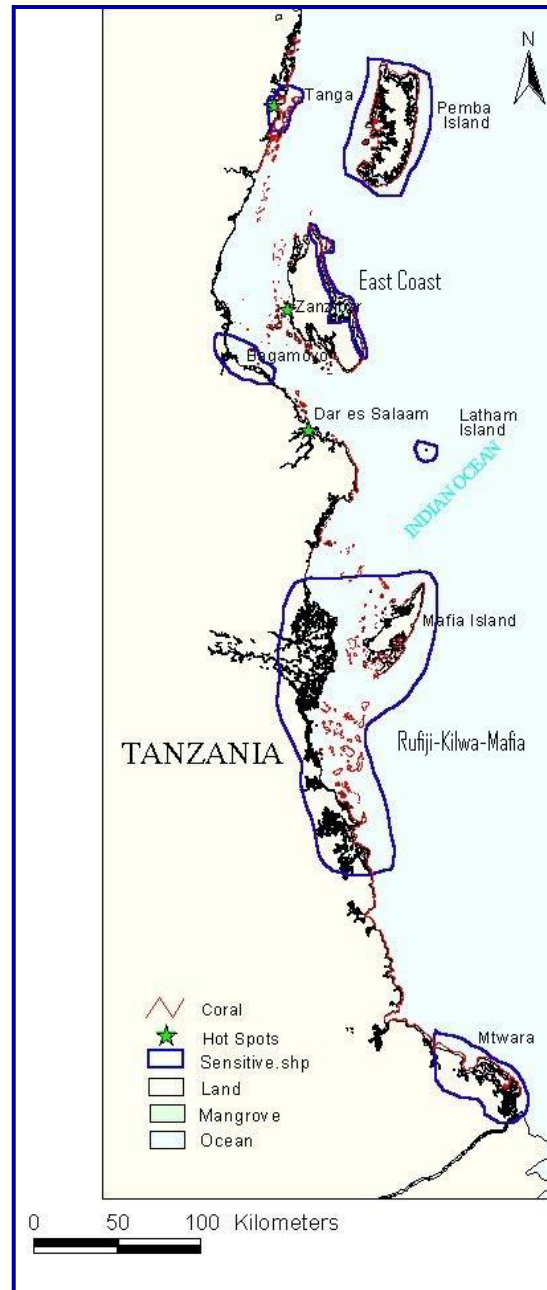 N
Tanga
Pemba
Island
East Coast
Zanzibar
Bagamoyo
Dar es Salaam
Latham
Island
INDIAN OCEAN
Mafia Island
TANZANIA
Rufiji-Kilwa-Mafia
Coral
Hot Spots
Sensitive.shp
Land
Mangrove
Ocean
Mtwara
0 50 100 Kilometers